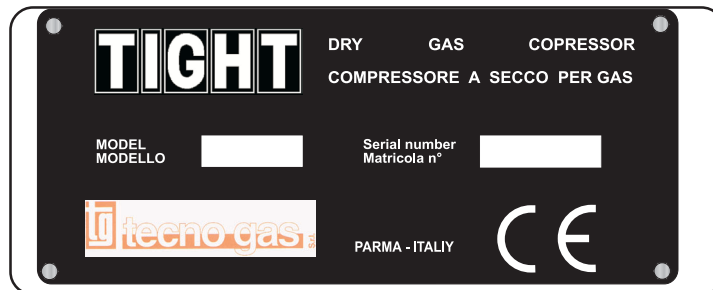 TIGHT
DRY GAS COPRESSOR
COMPRESSORE A SECCO PER GAS
MODEL
MODELLO
Serial number
Matricola n°
tg tecno gas s.r.l.
PARMA - ITALIY
CE